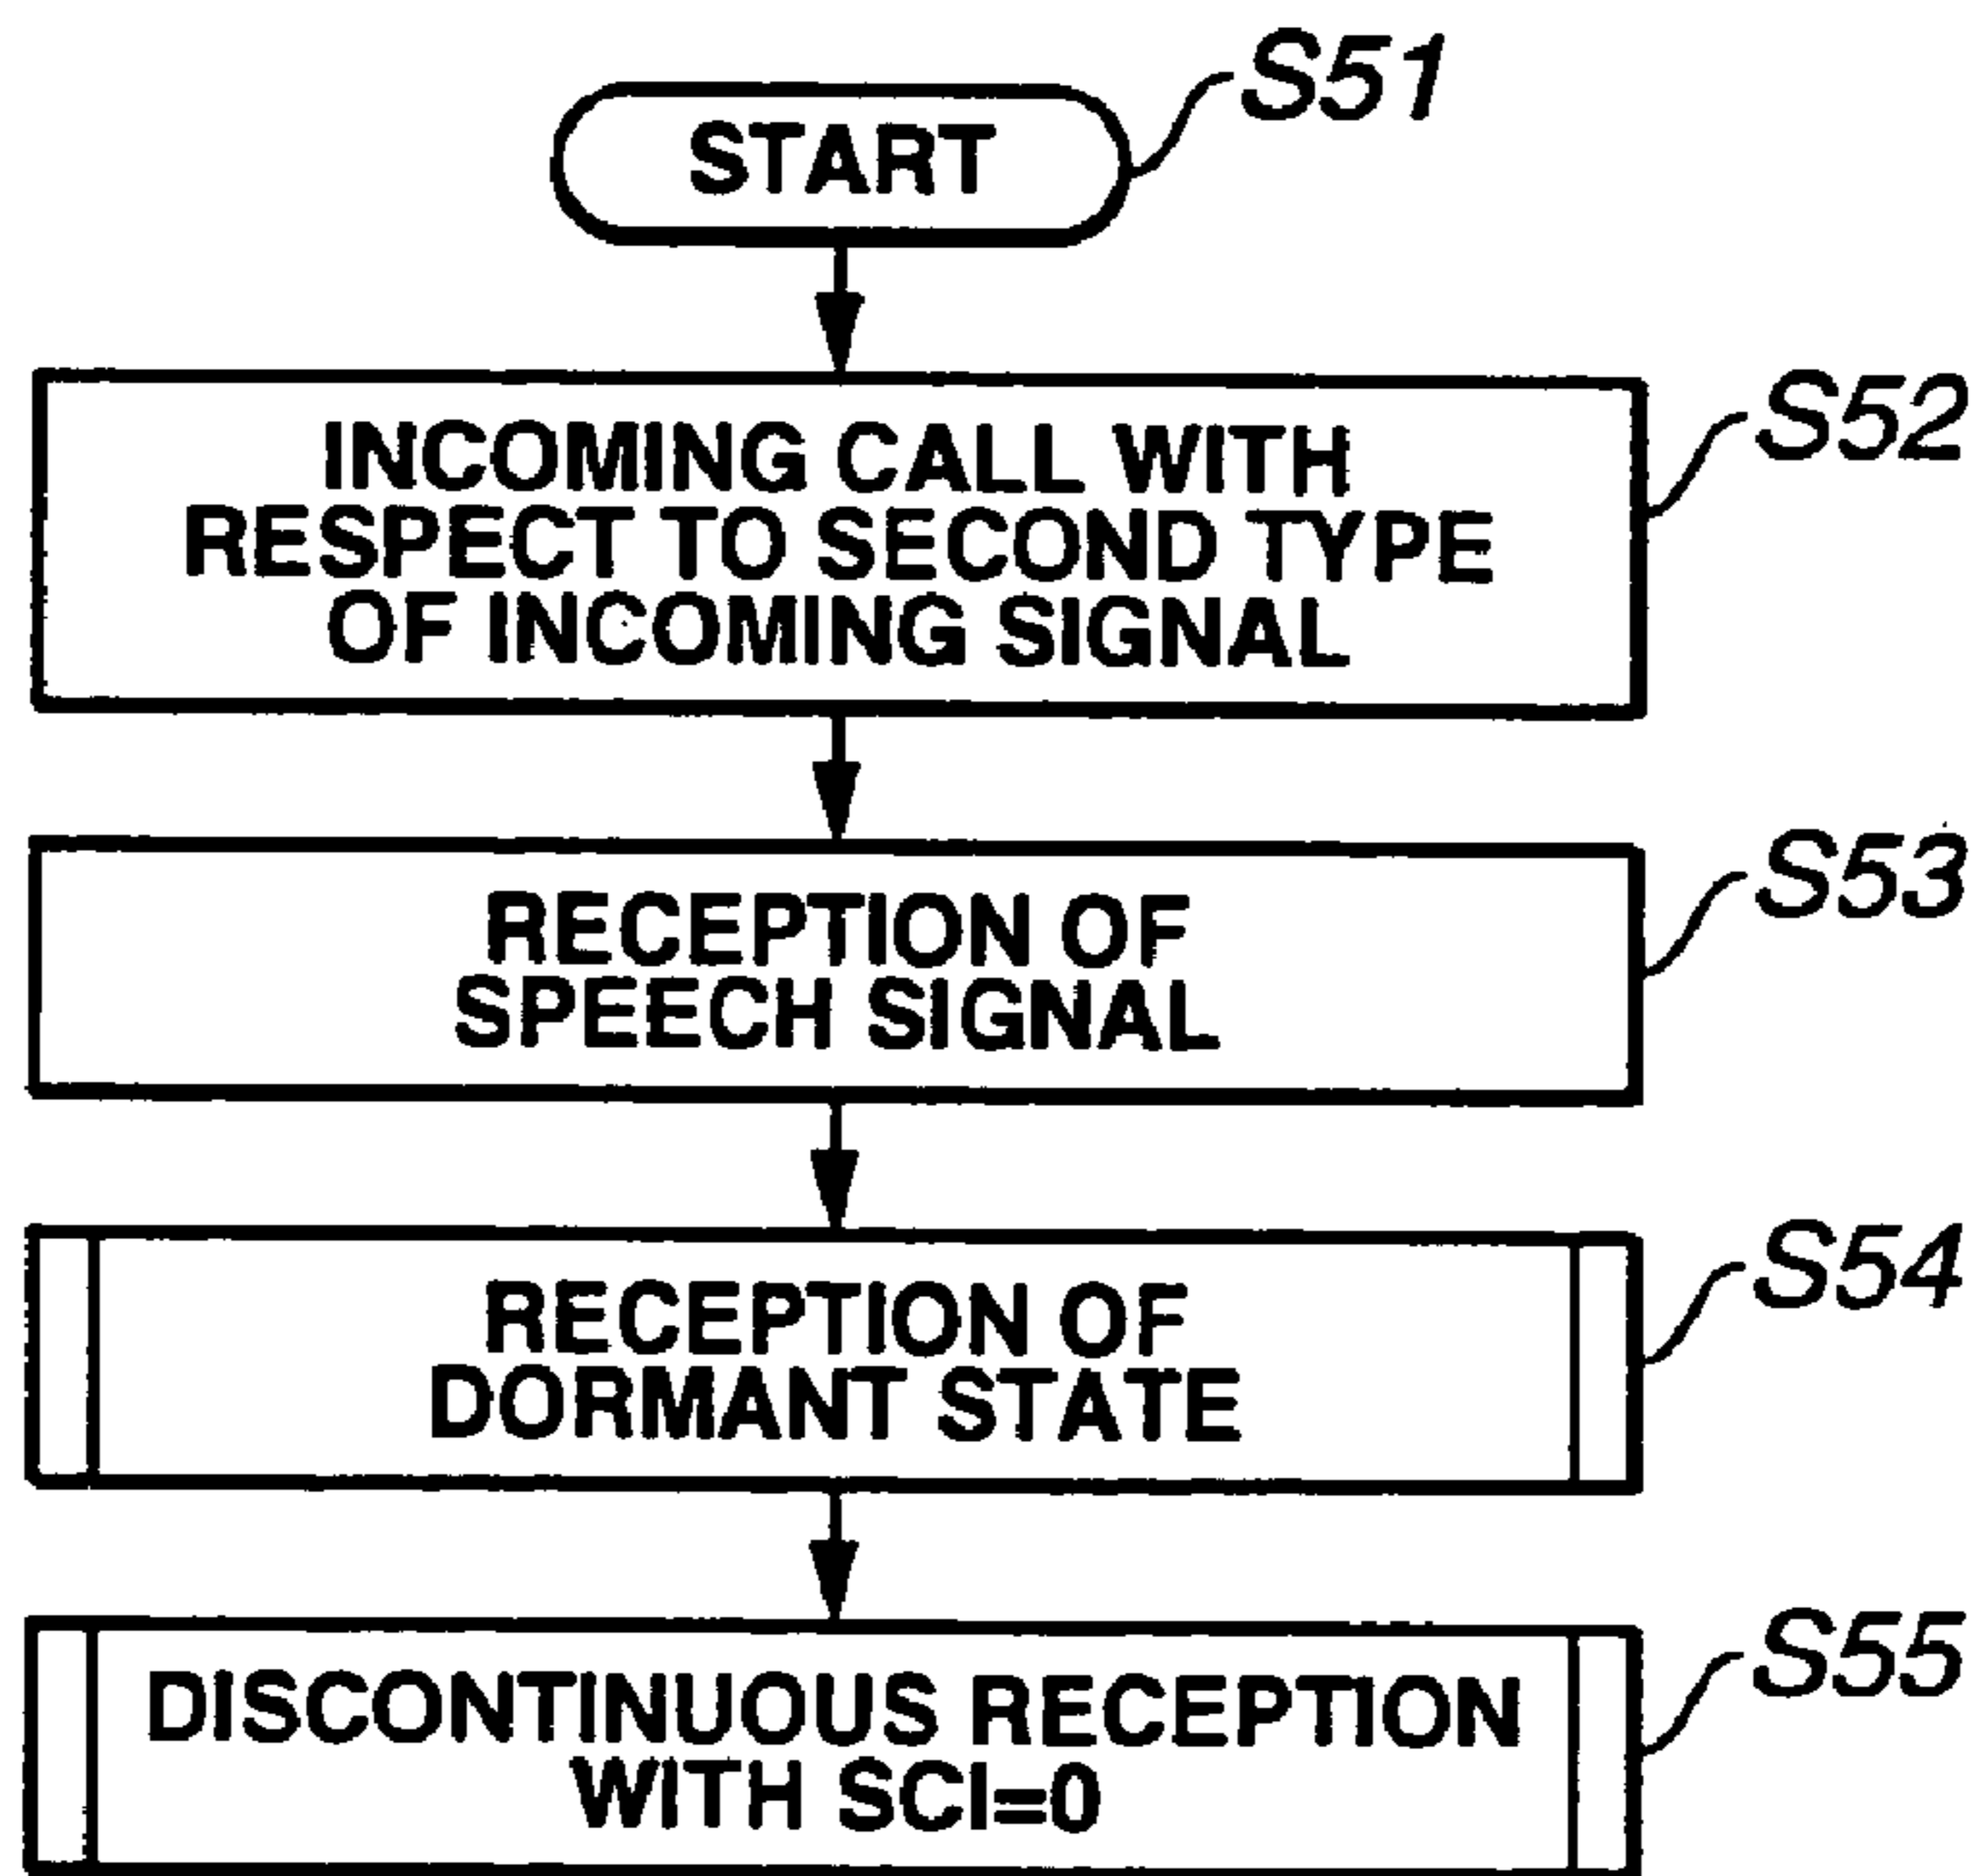 S51
START
S52
INCOMING CALL WITH
RESPECT TO SECOND TYPE
OF INCOMING SIGNAL
S53
RECEPTION OF
SPEECH SIGNAL
S54
RECEPTION OF
DORMANT STATE
S55
DISCONTINUOUS RECEPTION
WITH SCI=0